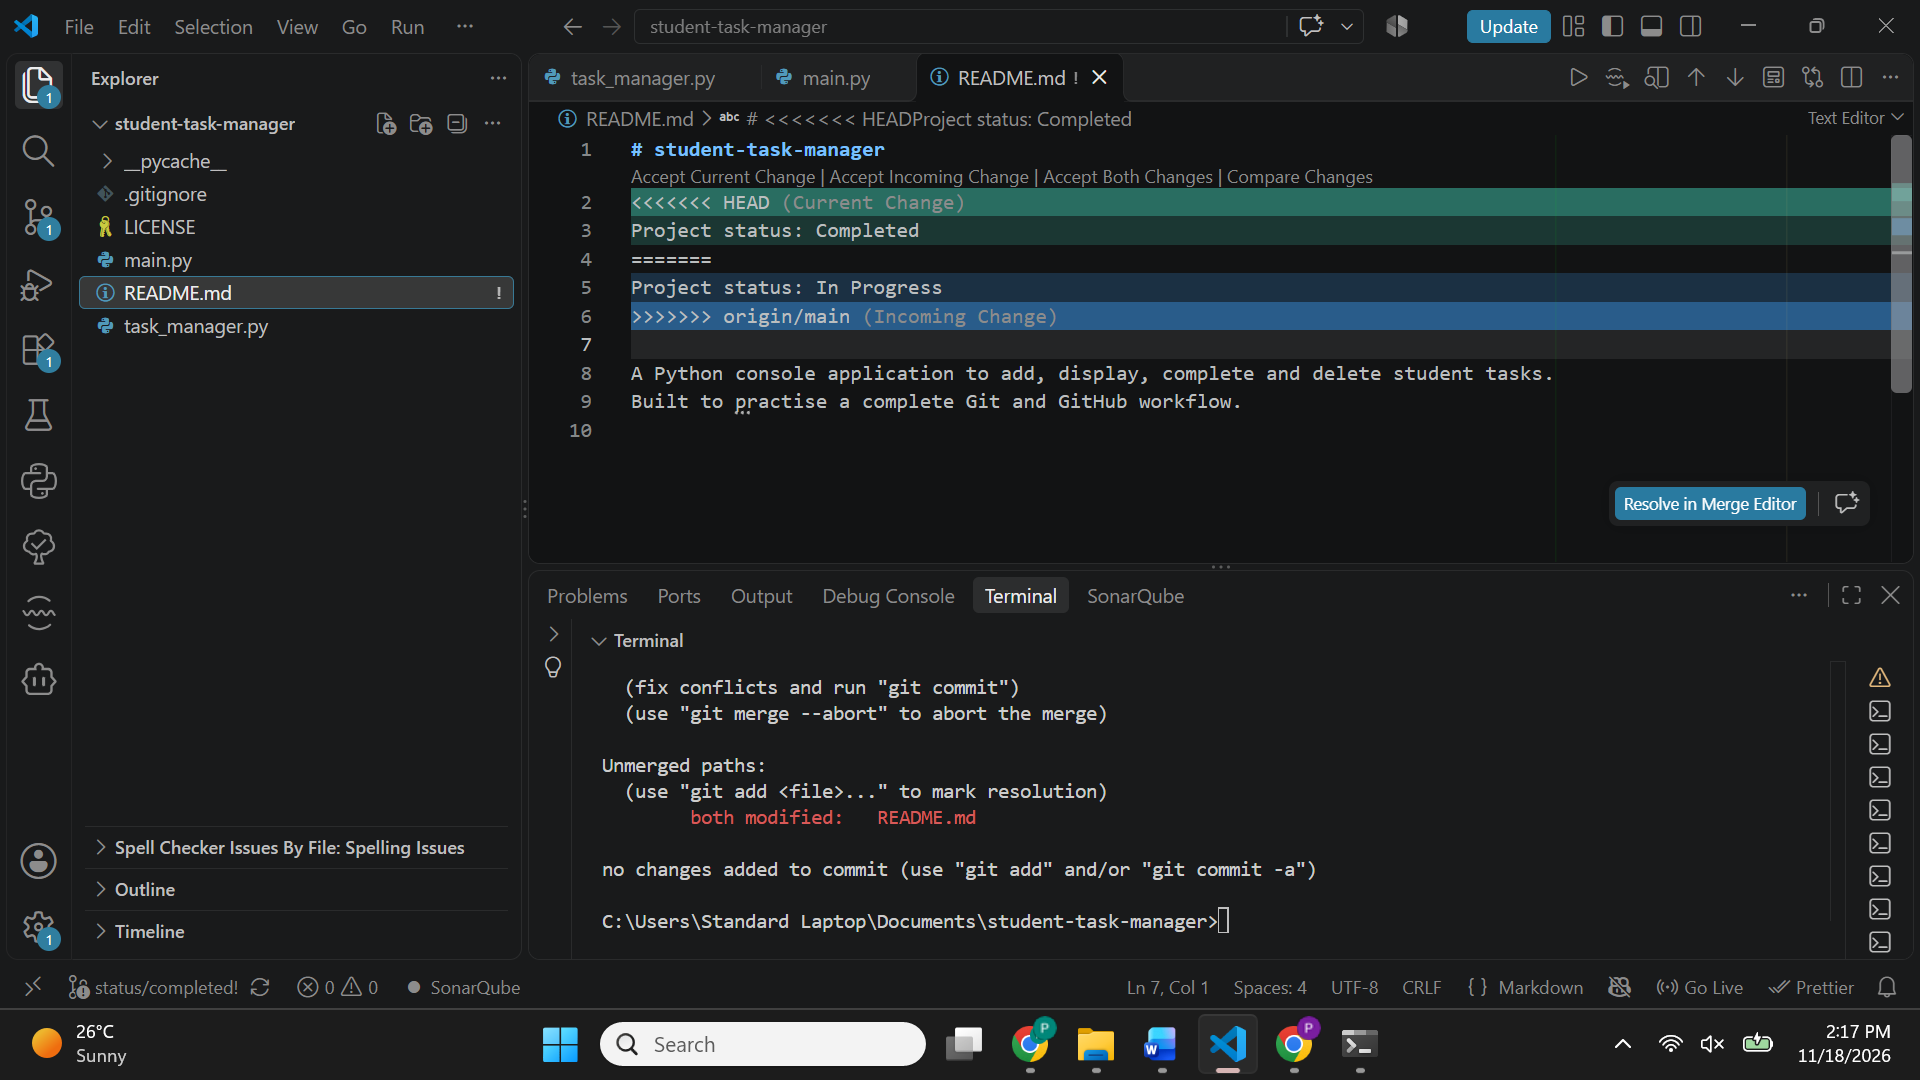 File Edit Selection View Go Run ···
student-task-manager
Update
Explorer
student-task-manager
__pycache__
.gitignore
LICENSE
main.py
README.md !
task_manager.py
Spell Checker Issues By File: Spelling Issues
Outline
Timeline
1
1
1
1
task_manager.py main.py README.md !
README.md > abc # <<<<<<< HEADProject status: Completed
Text Editor
1 # student-task-manager
Accept Current Change | Accept Incoming Change | Accept Both Changes | Compare Changes
2 <<<<<<< HEAD (Current Change)
3 Project status: Completed
4 =======
5 Project status: In Progress
6 >>>>>>> origin/main (Incoming Change)
7
8 A Python console application to add, display, complete and delete student tasks.
9 Built to practise a complete Git and GitHub workflow.
10
Resolve in Merge Editor
Problems Ports Output Debug Console Terminal SonarQube
Terminal
(fix conflicts and run "git commit")
(use "git merge --abort" to abort the merge)
Unmerged paths:
(use "git add <file>..." to mark resolution)
both modified: README.md
no changes added to commit (use "git add" and/or "git commit -a")
C:\Users\Standard Laptop\Documents\student-task-manager>
status/completed! 0 0 SonarQube
Ln 7, Col 1 Spaces: 4 UTF-8 CRLF { } Markdown Go Live Prettier
26°C
Sunny
Search
P
W
P
2:17 PM
11/18/2026